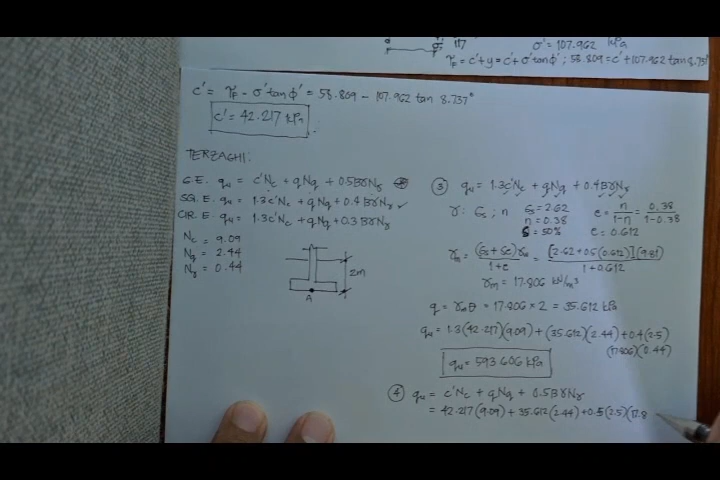 117
σ' = 107.962 kPa
τ_F = c' + y = c' + σ' tan ϕ' ; 58.809 = c' + 107.962 tan 8.737°
c' = τ_F - σ' tan ϕ' = 58.809 - 107.962 tan 8.737°
c' = 42.217 kPa
TERZAGHI:
G.E. qu = c'Nc + qNq + 0.5BγNγ
SQ. E. qu = 1.3c'Nc + qNq + 0.4BγNγ ✓
CIR. E. qu = 1.3c'Nc + qNq + 0.3BγNγ
Nc = 9.09
Nq = 2.44
Nγ = 0.44
2m
A
③ qu = 1.3c'Nc + qNq + 0.4BγNγ
γ: Gs ; n
Gs = 2.62
n = 0.38
S = 50%
e = n/1-n = 0.38/1-0.38
e = 0.612
γm = (Gs + Se)γw/1+e = [2.62 + 0.5(0.612)](9.81)/1+0.612
γm = 17.806 kN/m³
= 17.806 × 2 = 35.612 kPa
qu = 1.3(42.217)(9.09) + (35.612)(2.44) + 0.4(2.5)
(17.806)(0.44)
qu = 593.606 kPa
④ qu = c'Nc + qNq + 0.5BγNγ
= 42.217(9.09) + 35.612(2.44) + 0.5(2.5)(17.8